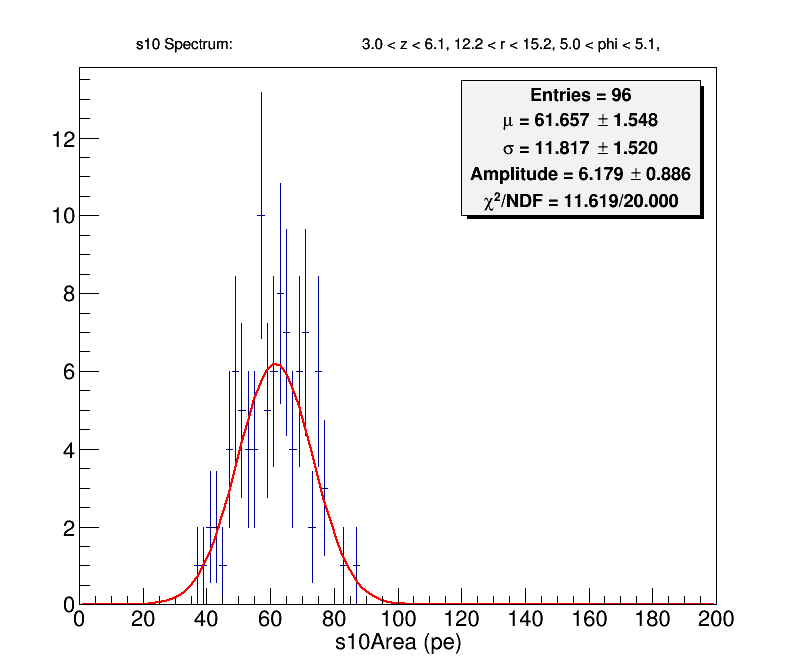 s10 Spectrum: 3.0 < z < 6.1, 12.2 < r < 15.2, 5.0 < phi < 5.1,
Entries = 96
μ = 61.657 ± 1.548
σ = 11.817 ± 1.520
Amplitude = 6.179 ± 0.886
χ²/NDF = 11.619/20.000
12
10
8
6
4
2
0
0 20 40 60 80 100 120 140 160 180 200
s10Area (pe)